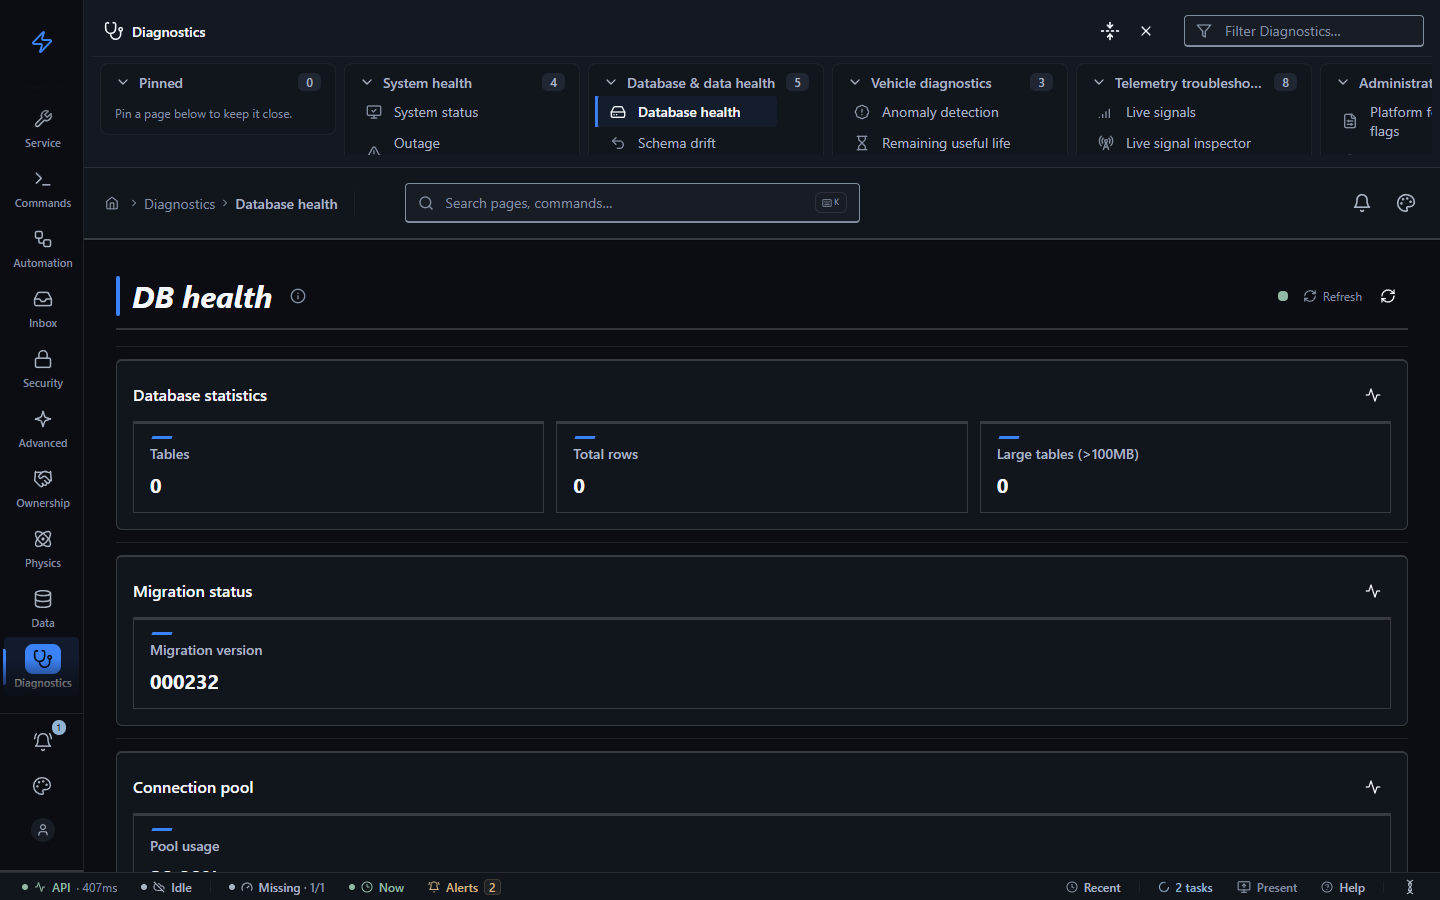 Diagnostics
Filter Diagnostics...
Pinned 0
Pin a page below to keep it close.
System health 4
System status
Outage
Database & data health 5
Database health
Schema drift
Vehicle diagnostics 3
Anomaly detection
Remaining useful life
Telemetry troublesho... 8
Live signals
Live signal inspector
Administrat
Platform f
flags
Service
Commands
Automation
Inbox
Security
Advanced
Ownership
Physics
Data
Diagnostics
1
Diagnostics
Database health
Search pages, commands...
K
DB health
Refresh
Database statistics
Tables
0
Total rows
0
Large tables (>100MB)
0
Migration status
Migration version
000232
Connection pool
Pool usage
API · 407ms
Idle
Missing · 1/1
Now
Alerts 2
Recent
2 tasks
Present
Help